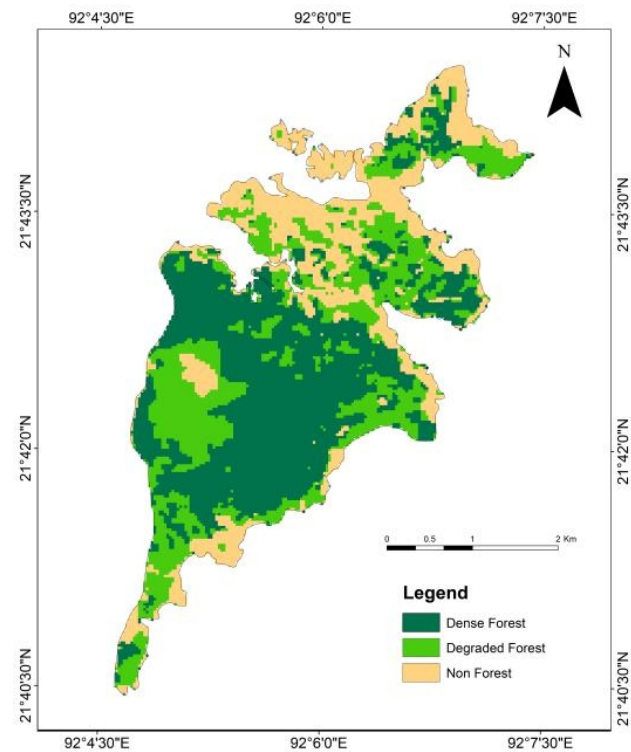 92°4'30"E 92°6'0"E 92°7'30"E
N
21°43'30"N 21°43'30"N
21°42'0"N 21°42'0"N
0 0.5 1 2 Km
Legend
Dense Forest
Degraded Forest
Non Forest
21°40'30"N 21°40'30"N
92°4'30"E 92°6'0"E 92°7'30"E